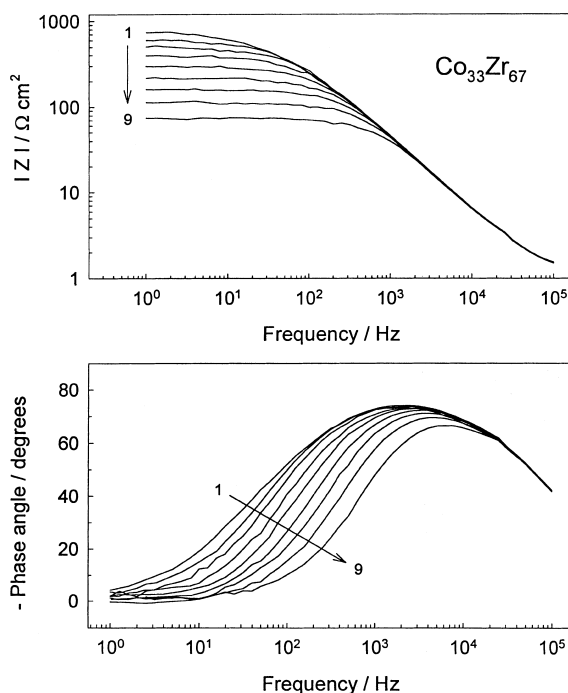 1000
1
Co₃₃Zr₆₇
100
9
| Z | / Ω cm²
10
1
10⁰ 10¹ 10² 10³ 10⁴ 10⁵
Frequency / Hz
80
60
40
1
20
9
0
- Phase angle / degrees
10⁰ 10¹ 10² 10³ 10⁴ 10⁵
Frequency / Hz